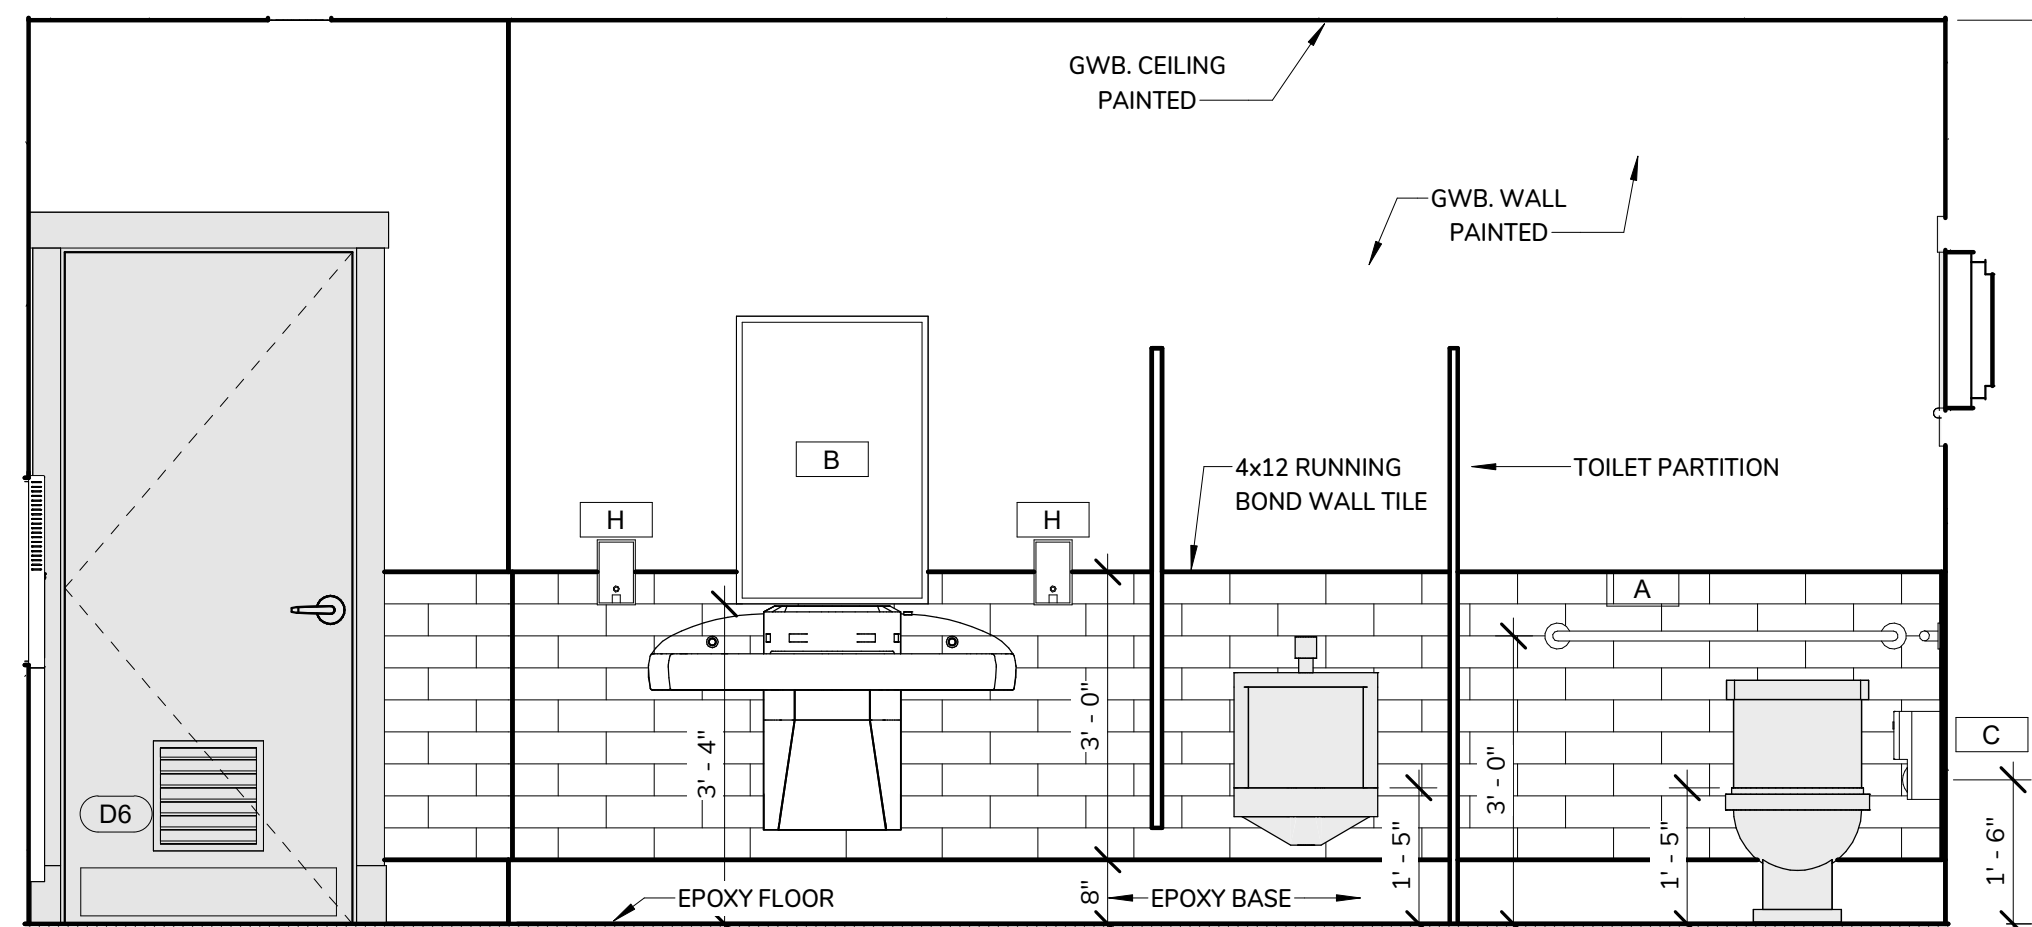 GWB. CEILING
PAINTED
GWB. WALL
PAINTED
B
4x12 RUNNING
BOND WALL TILE
TOILET PARTITION
H
H
A
3' - 4"
3' - 0"
3' - 0"
C
D6
1' - 5"
1' - 5"
1' - 6"
8"
EPOXY FLOOR
EPOXY BASE